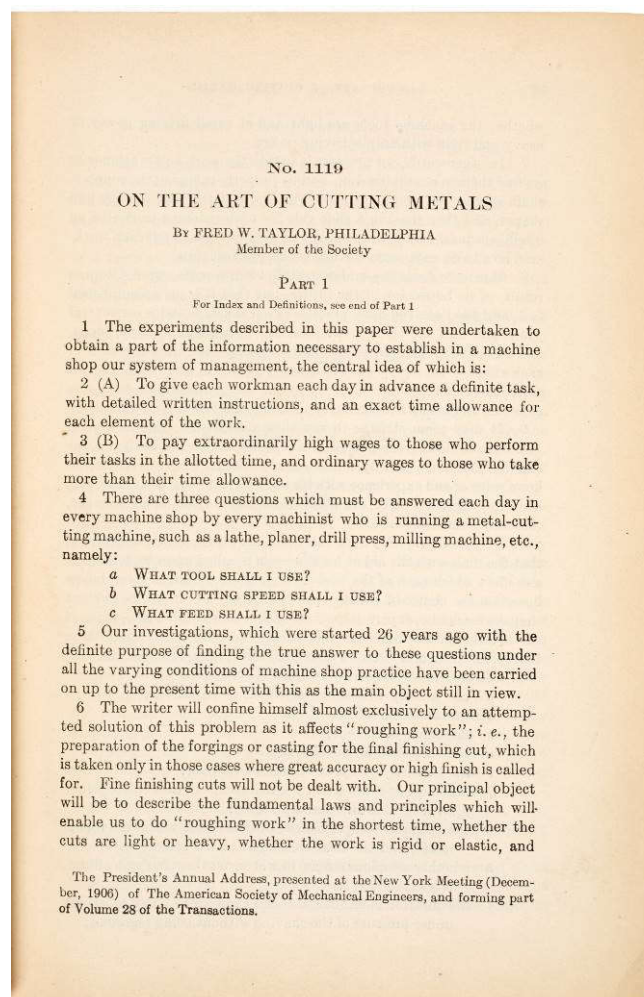 No. 1119
ON THE ART OF CUTTING METALS
By FRED W. TAYLOR, PHILADELPHIA
Member of the Society
Part 1
For Index and Definitions, see end of Part 1
1 The experiments described in this paper were undertaken to
obtain a part of the information necessary to establish in a machine
shop our system of management, the central idea of which is:
2 (A) To give each workman each day in advance a definite task,
with detailed written instructions, and an exact time allowance for
each element of the work.
3 (B) To pay extraordinarily high wages to those who perform
their tasks in the allotted time, and ordinary wages to those who take
more than their time allowance.
4 There are three questions which must be answered each day in
every machine shop by every machinist who is running a metal-cut-
ting machine, such as a lathe, planer, drill press, milling machine, etc.,
namely:
a What tool shall I use?
b What cutting speed shall I use?
c What feed shall I use?
5 Our investigations, which were started 26 years ago with the
definite purpose of finding the true answer to these questions under
all the varying conditions of machine shop practice have been carried
on up to the present time with this as the main object still in view.
6 The writer will confine himself almost exclusively to an attemp-
ted solution of this problem as it affects "roughing work"; i. e., the
preparation of the forgings or casting for the final finishing cut, which
is taken only in those cases where great accuracy or high finish is called
for. Fine finishing cuts will not be dealt with. Our principal object
will be to describe the fundamental laws and principles which will
enable us to do "roughing work" in the shortest time, whether the
cuts are light or heavy, whether the work is rigid or elastic, and
The President's Annual Address, presented at the New York Meeting (Decem-
ber, 1906) of The American Society of Mechanical Engineers, and forming part
of Volume 28 of the Transactions.